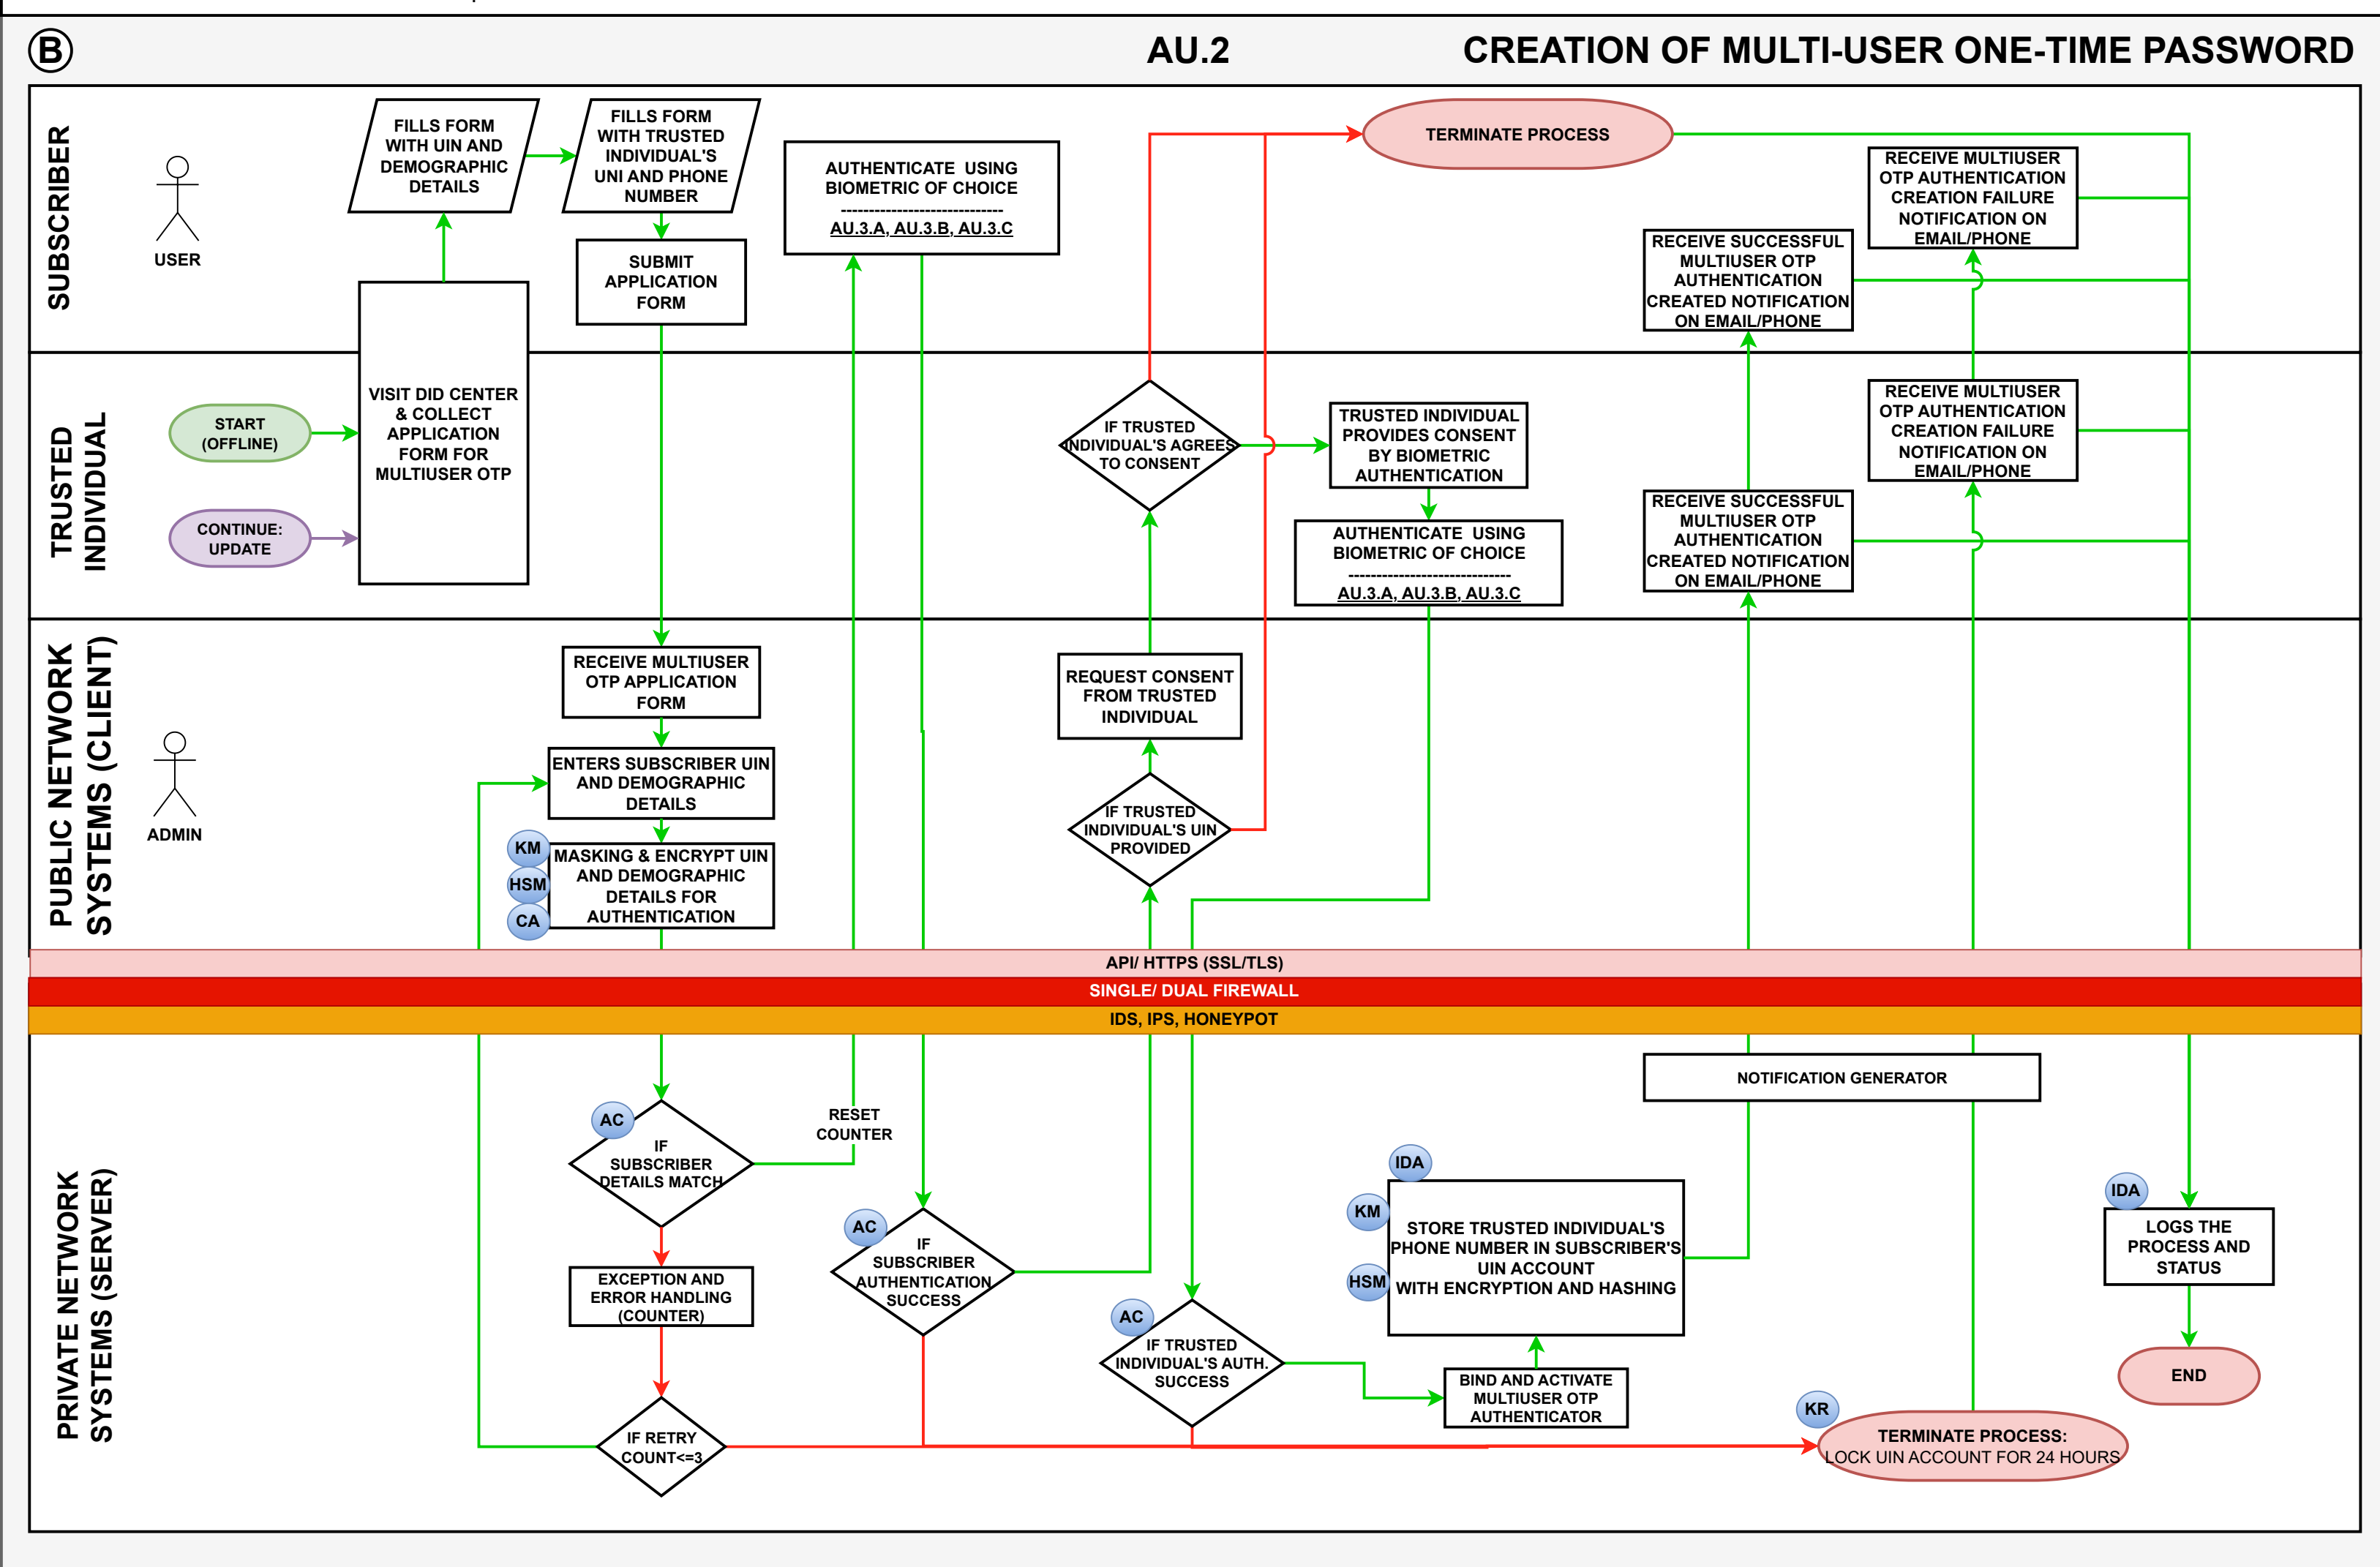 B
AU.2
CREATION OF MULTI-USER ONE-TIME PASSWORD
SUBSCRIBER
USER
FILLS FORM
WITH UIN AND
DEMOGRAPHIC
DETAILS
FILLS FORM
WITH TRUSTED
INDIVIDUAL'S
UNI AND PHONE
NUMBER
SUBMIT
APPLICATION
FORM
AUTHENTICATE USING
BIOMETRIC OF CHOICE
-----------------------------
AU.3.A, AU.3.B, AU.3.C
TERMINATE PROCESS
RECEIVE MULTIUSER
OTP AUTHENTICATION
CREATION FAILURE
NOTIFICATION ON
EMAIL/PHONE
RECEIVE SUCCESSFUL
MULTIUSER OTP
AUTHENTICATION
CREATED NOTIFICATION
ON EMAIL/PHONE
TRUSTED
INDIVIDUAL
START
(OFFLINE)
CONTINUE:
UPDATE
VISIT DID CENTER
& COLLECT
APPLICATION
FORM FOR
MULTIUSER OTP
IF TRUSTED
INDIVIDUAL'S AGREES
TO CONSENT
TRUSTED INDIVIDUAL
PROVIDES CONSENT
BY BIOMETRIC
AUTHENTICATION
AUTHENTICATE USING
BIOMETRIC OF CHOICE
-----------------------------
AU.3.A, AU.3.B, AU.3.C
RECEIVE MULTIUSER
OTP AUTHENTICATION
CREATION FAILURE
NOTIFICATION ON
EMAIL/PHONE
RECEIVE SUCCESSFUL
MULTIUSER OTP
AUTHENTICATION
CREATED NOTIFICATION
ON EMAIL/PHONE
PUBLIC NETWORK
SYSTEMS (CLIENT)
ADMIN
RECEIVE MULTIUSER
OTP APPLICATION
FORM
ENTERS SUBSCRIBER UIN
AND DEMOGRAPHIC
DETAILS
KM
HSM
CA
MASKING & ENCRYPT UIN
AND DEMOGRAPHIC
DETAILS FOR
AUTHENTICATION
REQUEST CONSENT
FROM TRUSTED
INDIVIDUAL
IF TRUSTED
INDIVIDUAL'S UIN
PROVIDED
API/ HTTPS (SSL/TLS)
SINGLE/ DUAL FIREWALL
IDS, IPS, HONEYPOT
PRIVATE NETWORK
SYSTEMS (SERVER)
AC
IF
SUBSCRIBER
DETAILS MATCH
RESET
COUNTER
EXCEPTION AND
ERROR HANDLING
(COUNTER)
IF RETRY
COUNT<=3
AC
IF
SUBSCRIBER
AUTHENTICATION
SUCCESS
AC
IF TRUSTED
INDIVIDUAL'S AUTH.
SUCCESS
NOTIFICATION GENERATOR
IDA
KM
HSM
STORE TRUSTED INDIVIDUAL'S
PHONE NUMBER IN SUBSCRIBER'S
UIN ACCOUNT
WITH ENCRYPTION AND HASHING
BIND AND ACTIVATE
MULTIUSER OTP
AUTHENTICATOR
KR
TERMINATE PROCESS:
LOCK UIN ACCOUNT FOR 24 HOURS
IDA
LOGS THE
PROCESS AND
STATUS
END